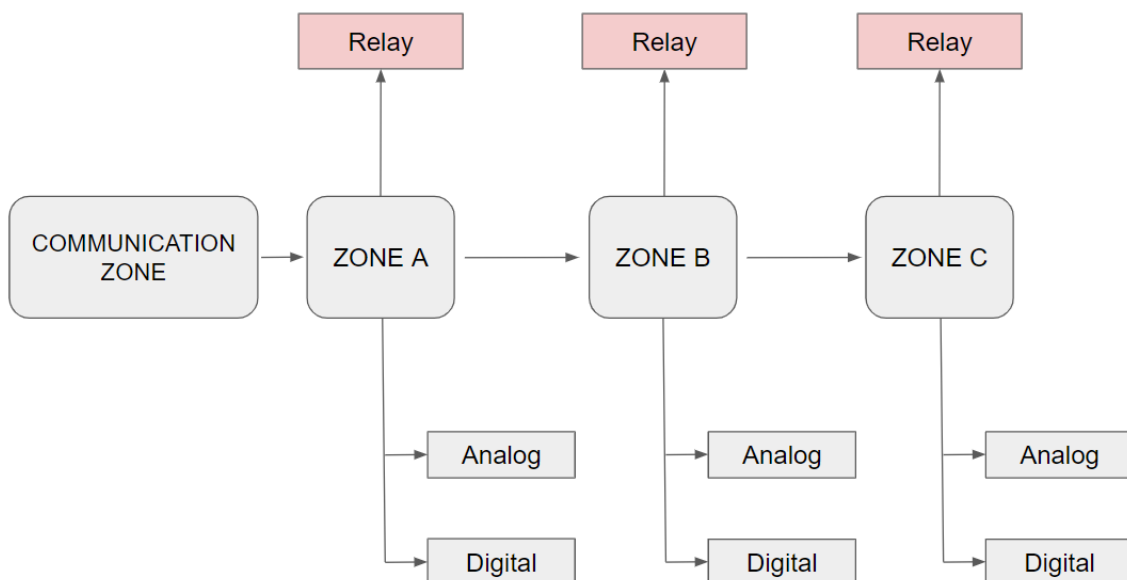 Relay
Relay
Relay
COMMUNICATION
ZONE
ZONE A
ZONE B
ZONE C
Analog
Analog
Analog
Digital
Digital
Digital